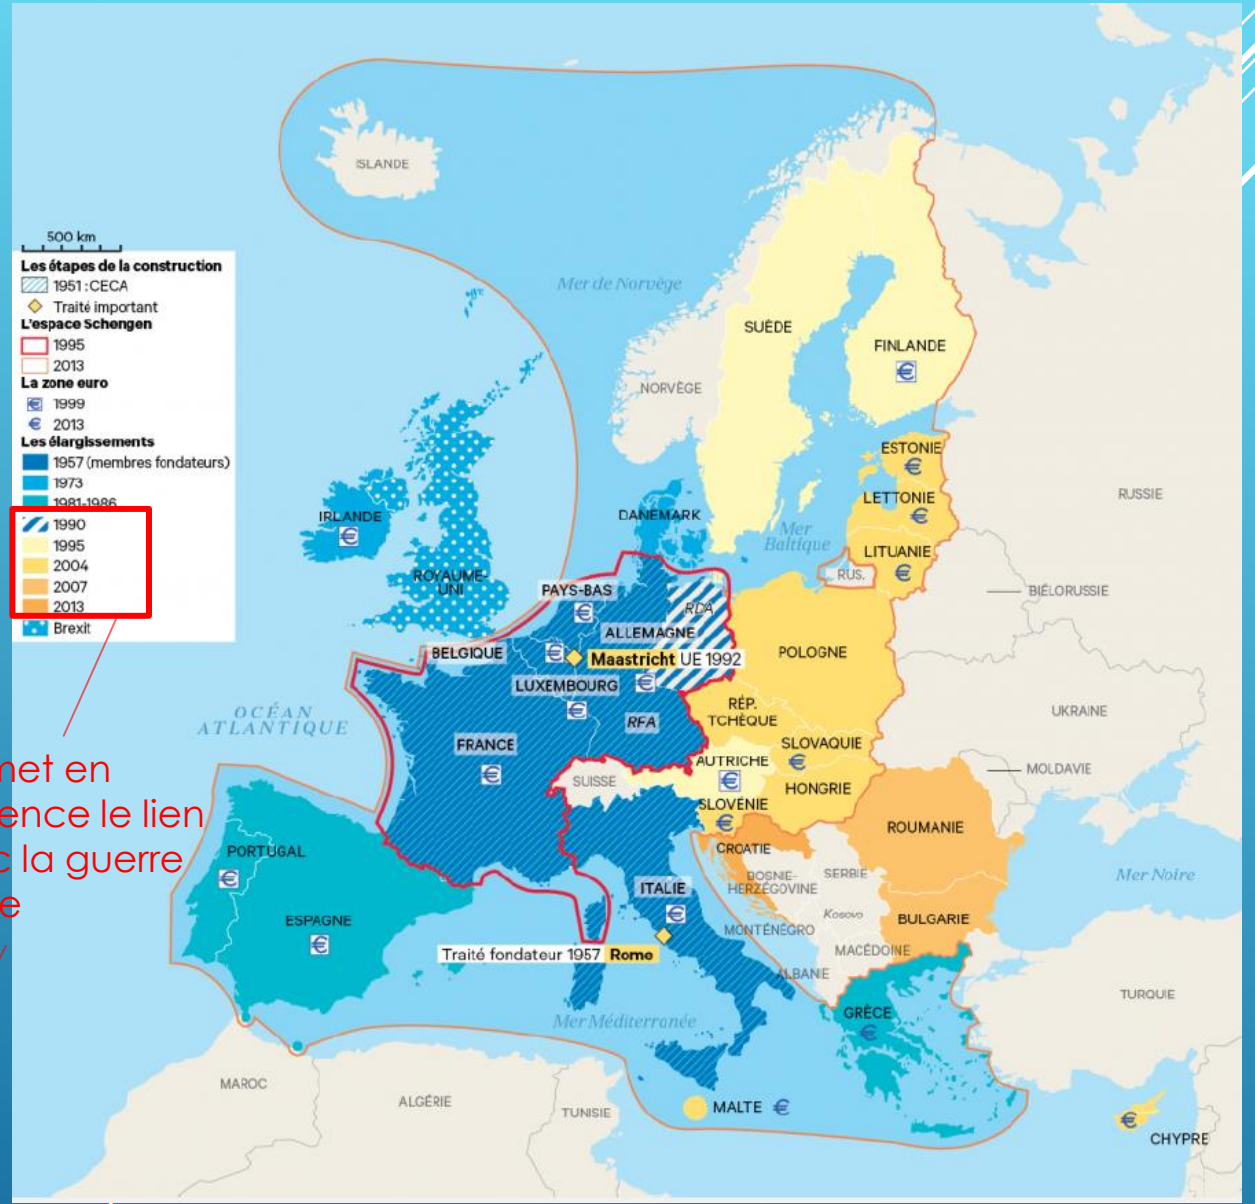 500 km
Les étapes de la construction
1951 : CECA
Traité important
L'espace Schengen
1995
2013
La zone euro
€ 1999
€ 2013
Les élargissements
1957 (membres fondateurs)
1973
1981-1986
1990
1995
2004
2007
2013
Brexit
met en
ence le lien
c la guerre
e
ISLANDE
Mer de Norvège
SUÈDE
FINLANDE
€
NORVÈGE
ESTONIE
€
LETTONIE
€
LITUANIE
€
RUS.
RUSSIE
Mer
Baltique
DANEMARK
IRLANDE
€
ROYAUME-
UNI
PAYS-BAS
€
RDA
ALLEMAGNE
€
BELGIQUE
€
Maastricht UE 1992
LUXEMBOURG
€
RFA
POLOGNE
BIÉLORUSSIE
UKRAINE
MOLDAVIE
RÉP.
TCHÈQUE
SLOVAQUIE
€
AUTRICHE
€
HONGRIE
SLOVÉNIE
€
OCÉAN
ATLANTIQUE
FRANCE
€
SUISSE
CROATIE
BOSNIE-
HERZÉGOVINE
SERBIE
Kosovo
MONTÉNÉGRO
MACÉDOINE
ALBANIE
ROUMANIE
BULGARIE
Mer Noire
PORTUGAL
€
ESPAGNE
€
ITALIE
€
Traité fondateur 1957 Rome
Mer Méditerranée
GRÈCE
€
TURQUIE
MAROC
ALGÉRIE
TUNISIE
MALTE €
€
CHYPRE